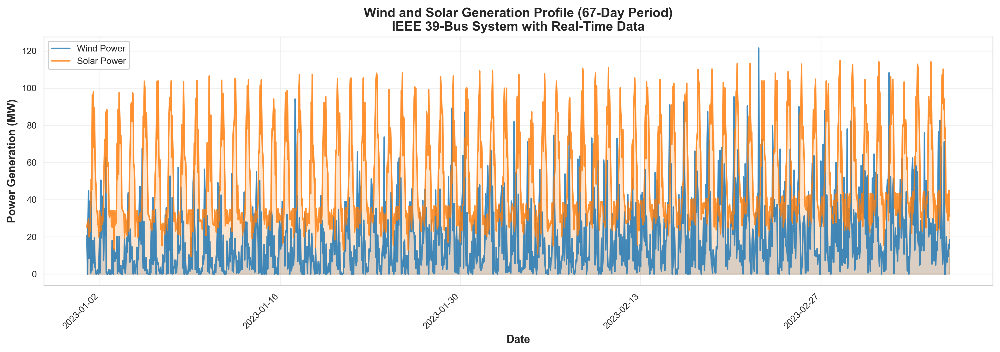 Wind and Solar Generation Profile (67-Day Period)
IEEE 39-Bus System with Real-Time Data
Wind Power
Solar Power
Power Generation (MW)
120
100
80
60
40
20
0
2023-01-02
2023-01-16
2023-01-30
2023-02-13
2023-02-27
Date